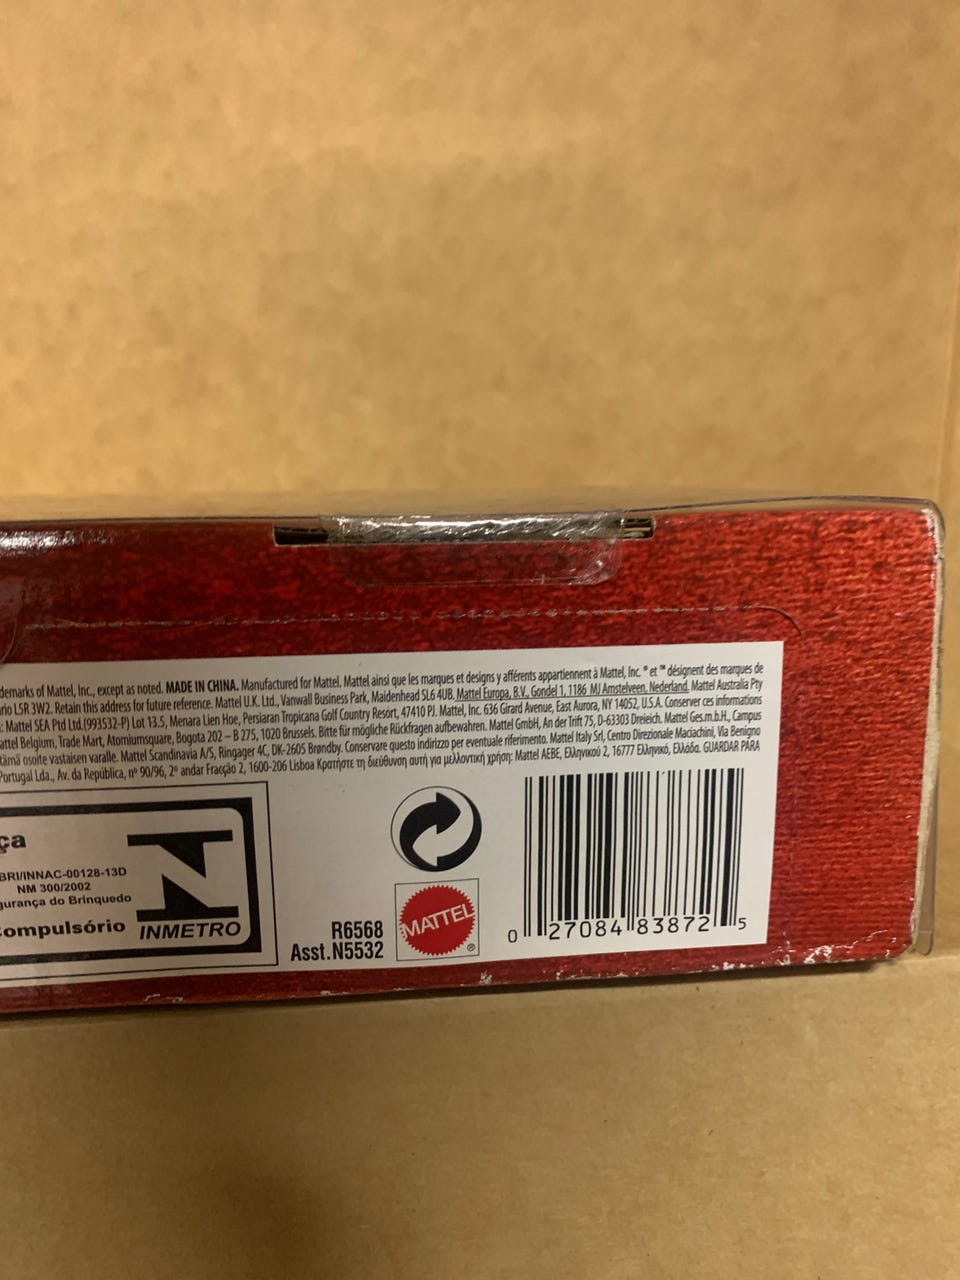 demarks of Mattel, Inc., except as noted. MADE IN CHINA. Manufactured for Mattel. Mattel ainsi que les marques et designs y afférents appartiennent à Mattel, Inc. ® et ™ désignent des marques de
rio L5R 3W2. Retain this address for future reference. Mattel U.K. Ltd., Vanwall Business Park, Maidenhead SL6 4UB. Mattel Europa, B.V., Gondel 1, 1186 MJ Amstelveen, Nederland. Mattel Australia Pty
: Mattel SEA Ptd Ltd.(993532-P) Lot 13.5, Menara Lien Hoe, Persiaran Tropicana Golf Country Resort, 47410 PJ. Mattel, Inc. 636 Girard Avenue, East Aurora, NY 14052, U.S.A. Conserver ces informations
attel Belgium, Trade Mart, Atomiumsquare, Bogota 202 – B 275, 1020 Brussels. Bitte für mögliche Rückfragen aufbewahren. Mattel GmbH, An der Trift 75, D-63303 Dreieich. Mattel Ges.m.b.H., Campus
tämä osoite vastaisen varalle. Mattel Scandinavia A/S, Ringager 4C, DK-2605 Brøndby. Conservare questo indirizzo per eventuale riferimento. Mattel Italy Srl, Centro Direzionale Maciachini, Via Benigno
Portugal Lda., Av. da República, nº 90/96, 2º andar Fracção 2, 1600-206 Lisboa Κρατήστε τη διεύθυνση αυτή για μελλοντική χρήση: Mattel AEBE, Ελληνικού 2, 16777 Ελληνικό, Ελλάδα. GUARDAR PARA
ça
BRI/INNAC-00128-13D
NM 300/2002
gurança do Brinquedo
Compulsório
INMETRO
R6568
Asst.N5532
MATTEL
®
0 27084 83872 5